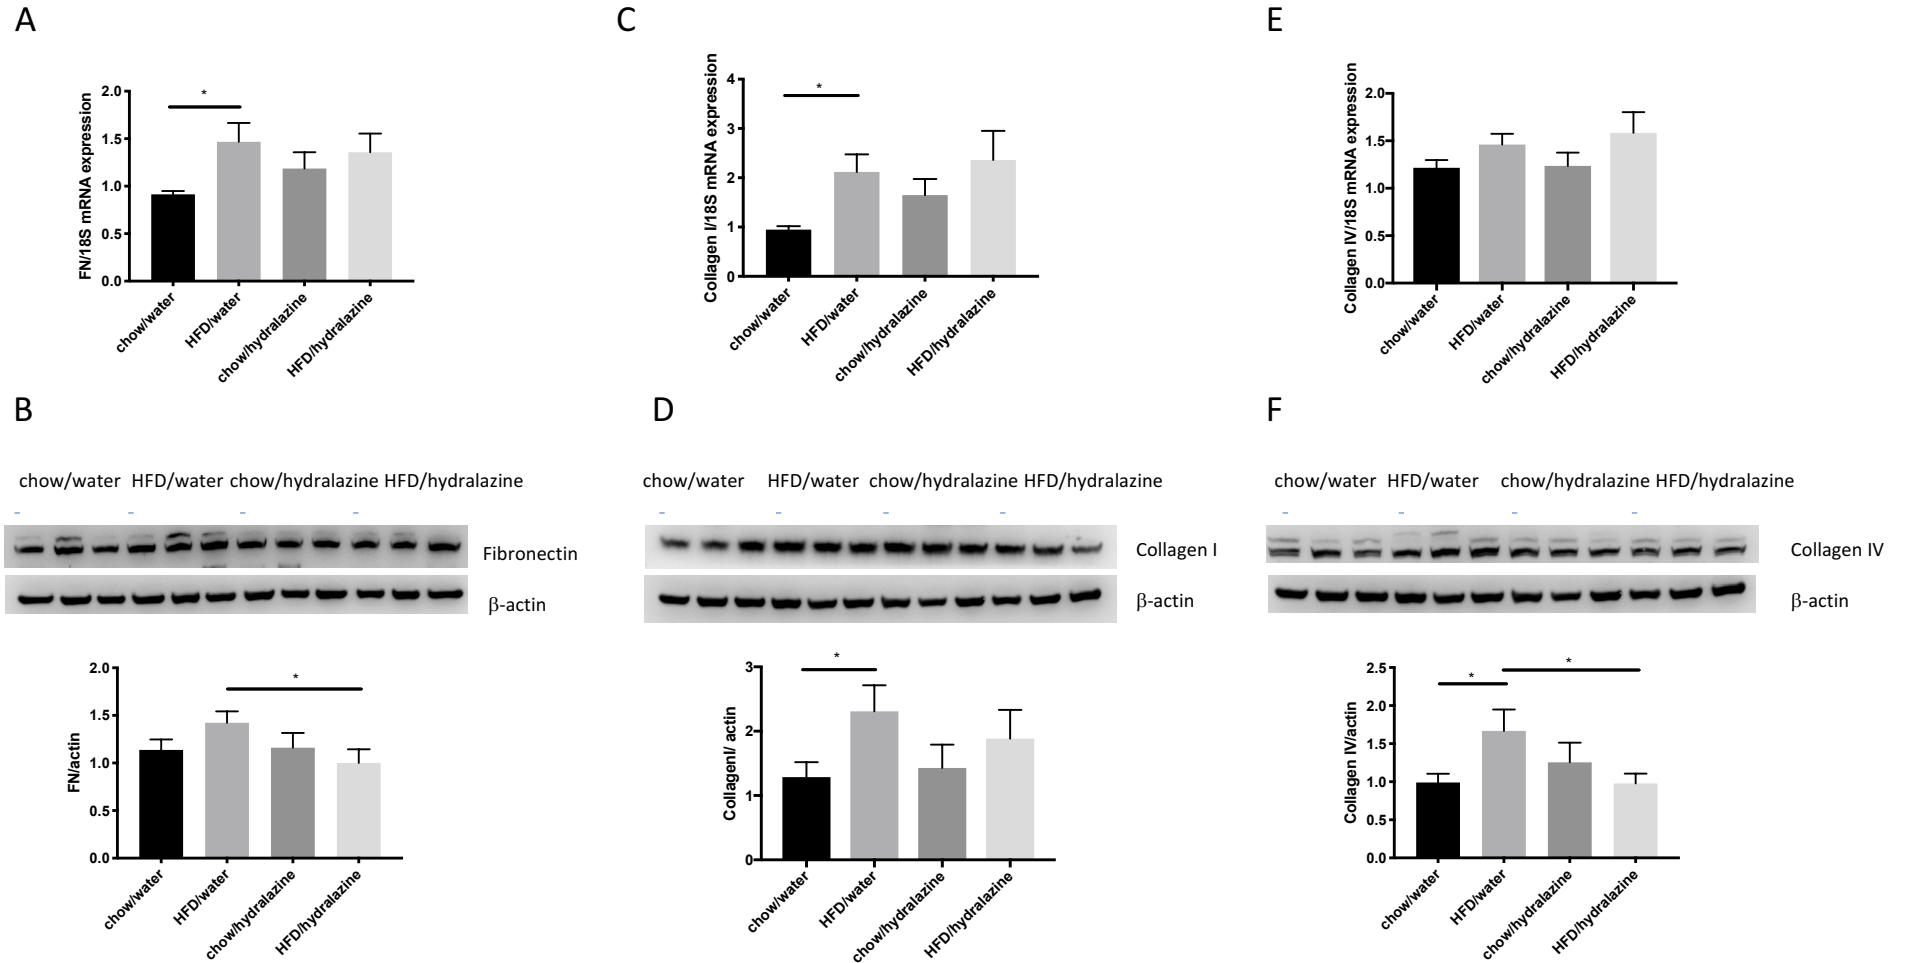 A
C
E
FN/18S mRNA expression
2.0
1.5
1.0
0.5
0.0
*
chow/water
HFD/water
chow/hydralazine
HFD/hydralazine
Collagen I/18S mRNA expression
4
3
2
1
0
*
chow/water
HFD/water
chow/hydralazine
HFD/hydralazine
Collagen IV/18S mRNA expression
2.0
1.5
1.0
0.5
0.0
chow/water
HFD/water
chow/hydralazine
HFD/hydralazine
B
chow/water HFD/water chow/hydralazine HFD/hydralazine
Fibronectin
β-actin
FN/actin
2.0
1.5
1.0
0.5
0.0
*
chow/water
HFD/water
chow/hydralazine
HFD/hydralazine
D
chow/water HFD/water chow/hydralazine HFD/hydralazine
Collagen I
β-actin
CollagenI/ actin
3
2
1
0
*
chow/water
HFD/water
chow/hydralazine
HFD/hydralazine
F
chow/water HFD/water chow/hydralazine HFD/hydralazine
Collagen IV
β-actin
Collagen IV/actin
2.5
2.0
1.5
1.0
0.5
0.0
*
*
chow/water
HFD/water
chow/hydralazine
HFD/hydralazine